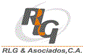 RLG
RLG & Asociados,C.A.